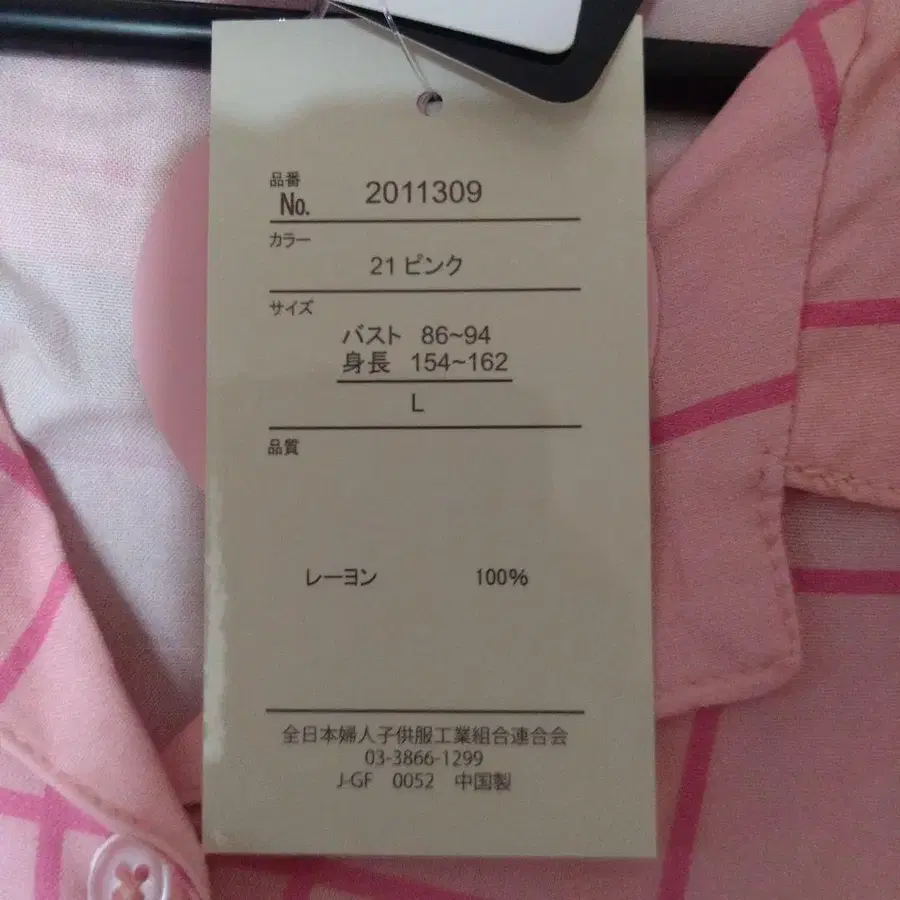 品番
No. 2011309
カラー
21 ピンク
サイズ
バスト 86~94
身長 154~162
L
品質
レーヨン 100%
全日本婦人子供服工業組合連合会
03-3866-1299
J-GF 0052 中国製